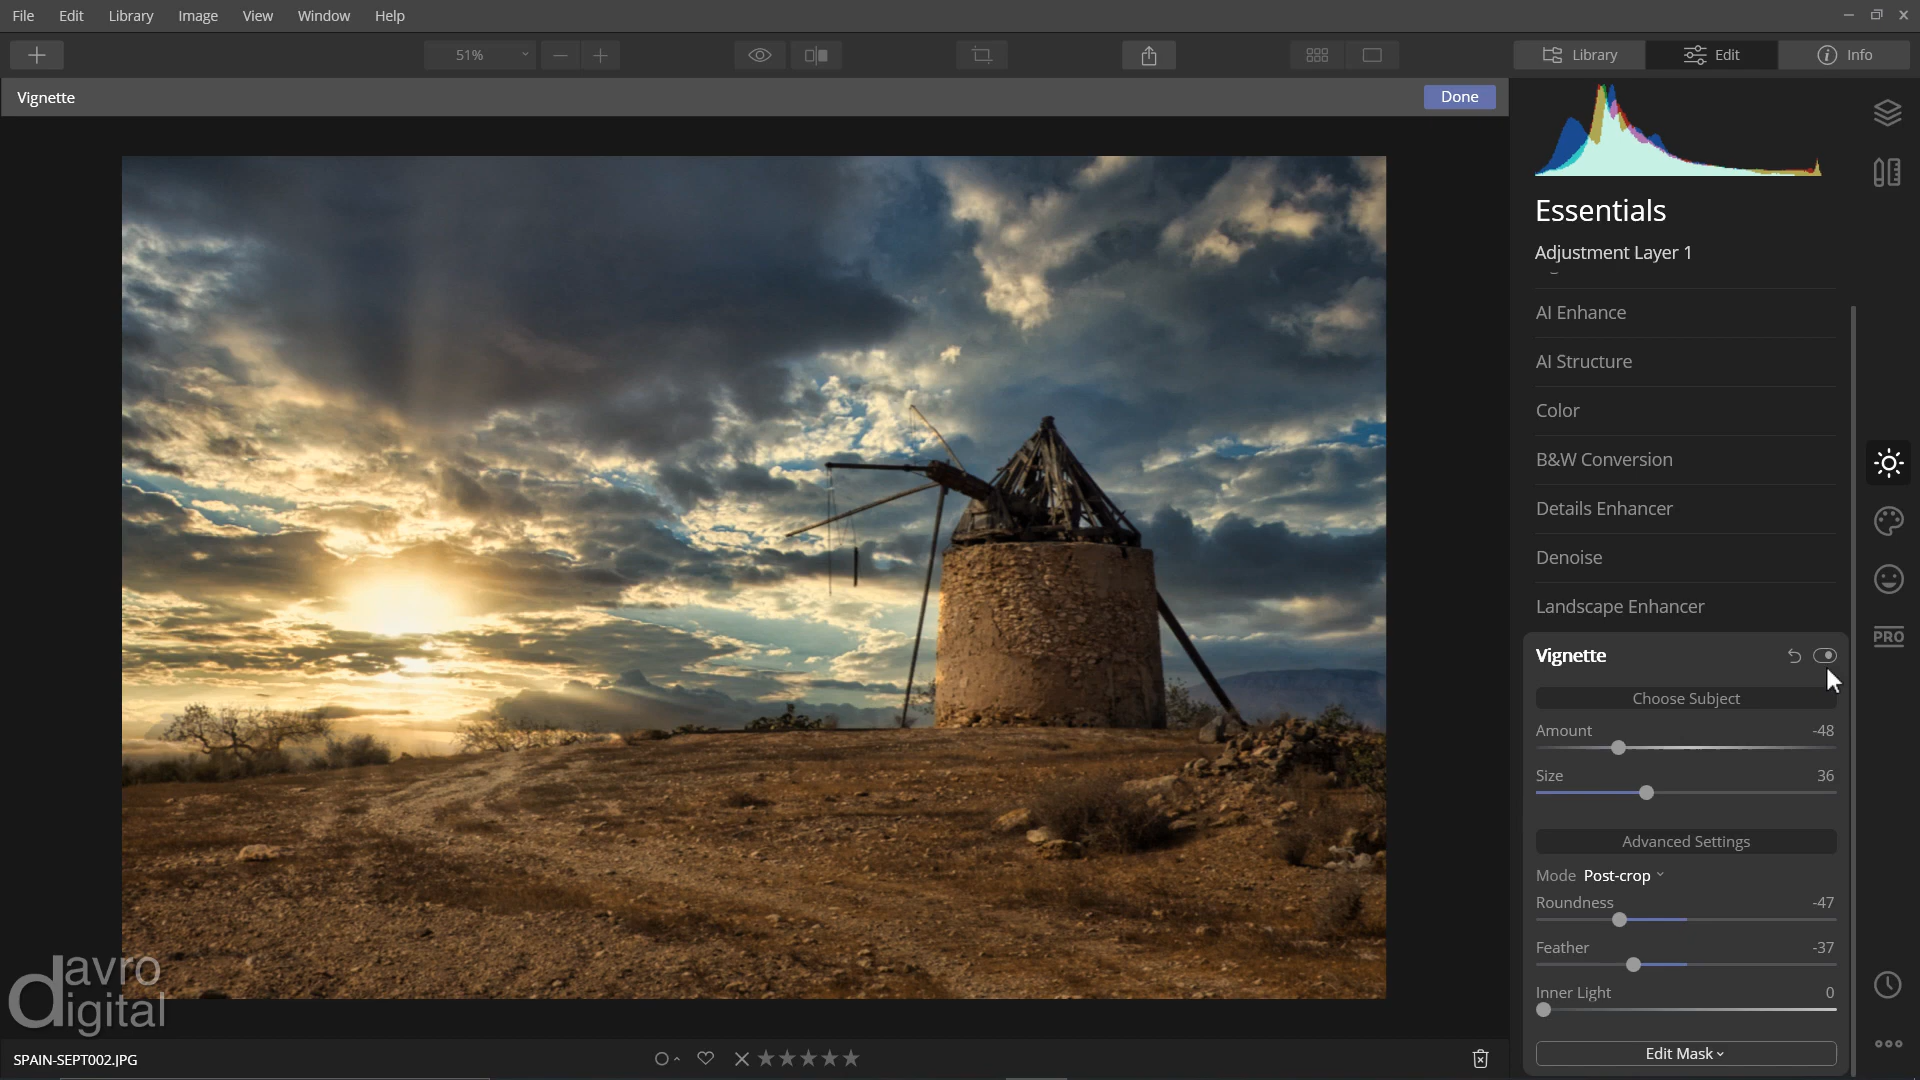 File Edit Library Image View Window Help
51%
Library Edit Info
Vignette
Done
Essentials
Adjustment Layer 1
AI Enhance
AI Structure
Color
B&W Conversion
Details Enhancer
Denoise
Landscape Enhancer
PRO
Vignette
Choose Subject
Amount -48
Size 36
Advanced Settings
Mode Post-crop
Roundness -47
Feather -37
Inner Light 0
Edit Mask
davro
digital
SPAIN-SEPT002.JPG